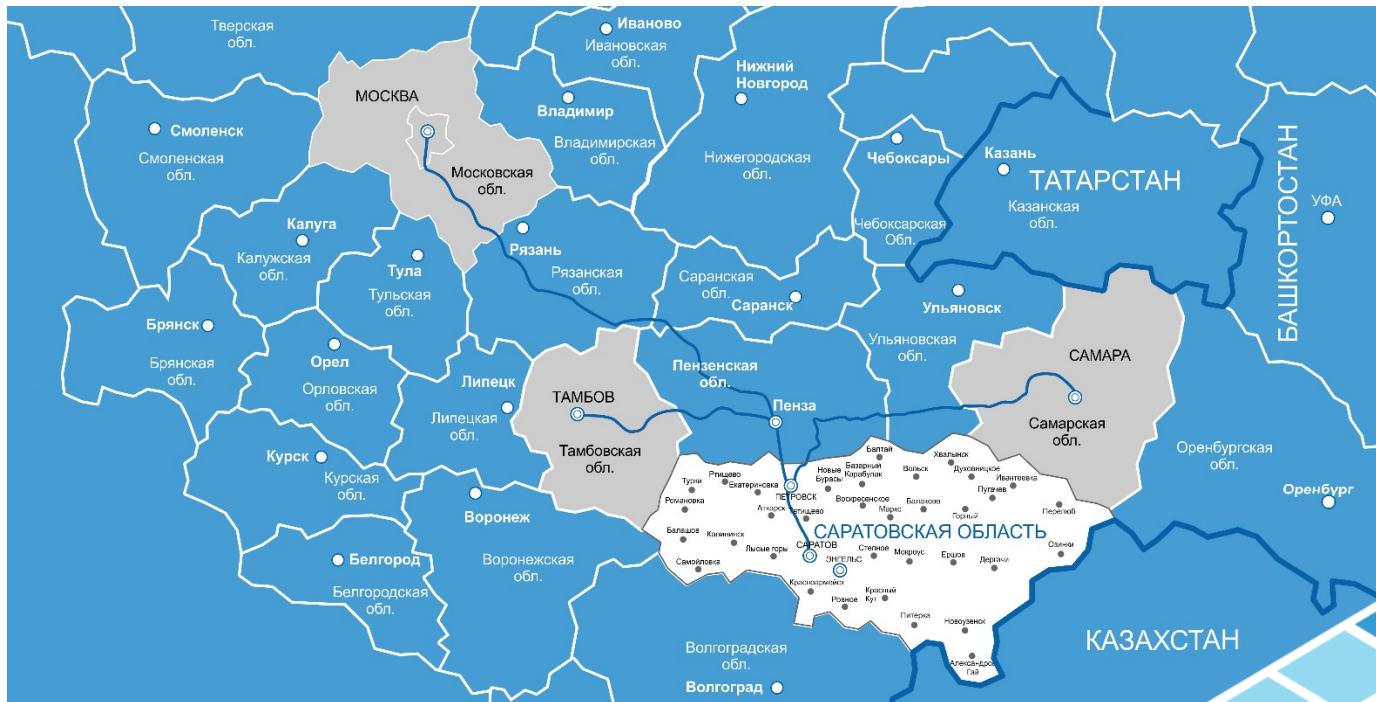 Тверская
обл.
Иваново
Ивановская
обл.
МОСКВА
Нижний
Новгород
Смоленск
Смоленская
обл.
Владимир
Владимирская
обл.
Московская
обл.
Нижегородская
обл.
Чебоксары
Чебоксарская
Обл.
Казань
ТАТАРСТАН
Казанская
обл.
БАШКОРТОСТАН
УФА
Калуга
Калужская
обл.
Тула
Тульская
обл.
Рязань
Рязанская
обл.
Саранская
обл.
Саранск
Ульяновск
Ульяновская
обл.
Брянск
Брянская
обл.
Орел
Орловская
обл.
Липецк
Липецкая
обл.
ТАМБОВ
Тамбовская
обл.
Пензенская
обл.
Пенза
САМАРА
Самарская
обл.
Оренбургская
обл.
Оренбург
Курск
Курская
обл.
Воронеж
Воронежская
обл.
Белгород
Белгородская
обл.
Балтай
Хвалынск
Ртищево
Турки
Екатериновка
Новые
Бурасы
Базарный
Карабулак
Вольск
Духовницкое
Ивантеевка
Романовка
ПЕТРОВСК
Воскресенское
Балаково
Пугачев
Перелюб
Аткарск
Маркс
Горный
САРАТОВСКАЯ ОБЛАСТЬ
Балашов
Калининск
Лысые горы
САРАТОВ
ЭНГЕЛЬС
Степное
Мокроус
Ершов
Дергачи
Озинки
Самойловка
Красноармейск
Ровное
Красный
Кут
Питерка
Новоузенск
Александров
Гай
Волгоградская
обл.
Волгоград
КАЗАХСТАН